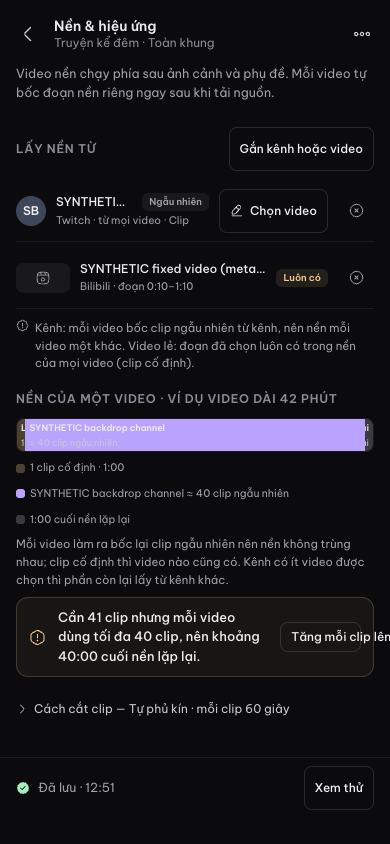 Nền & hiệu ứng
Truyện kể đêm · Toàn khung
Video nền chạy phía sau ảnh cảnh và phụ đề. Mỗi video tự
bốc đoạn nền riêng ngay sau khi tải nguồn.
LẤY NỀN TỪ
Gắn kênh hoặc video
SB
SYNTHETI...
Ngẫu nhiên
Twitch · từ mọi video · Clip
Chọn video
SYNTHETIC fixed video (meta...
Bilibili · đoạn 0:10–1:10
Luôn có
Kênh: mỗi video bốc clip ngẫu nhiên từ kênh, nên nền mỗi
video một khác. Video lẻ: đoạn đã chọn luôn có trong nền
của mọi video (clip cố định).
NỀN CỦA MỘT VIDEO · VÍ DỤ VIDEO DÀI 42 PHÚT
SYNTHETIC backdrop channel
≈ 40 clip ngẫu nhiên
1 clip cố định · 1:00
SYNTHETIC backdrop channel ≈ 40 clip ngẫu nhiên
1:00 cuối nền lặp lại
Mỗi video làm ra bốc lại clip ngẫu nhiên nên nền không trùng
nhau; clip cố định thì video nào cũng có. Kênh có ít video được
chọn thì phần còn lại lấy từ kênh khác.
Cần 41 clip nhưng mỗi video
dùng tối đa 40 clip, nên khoảng
40:00 cuối nền lặp lại.
Tăng mỗi clip lên
Cách cắt clip — Tự phủ kín · mỗi clip 60 giây
Đã lưu · 12:51
Xem thử